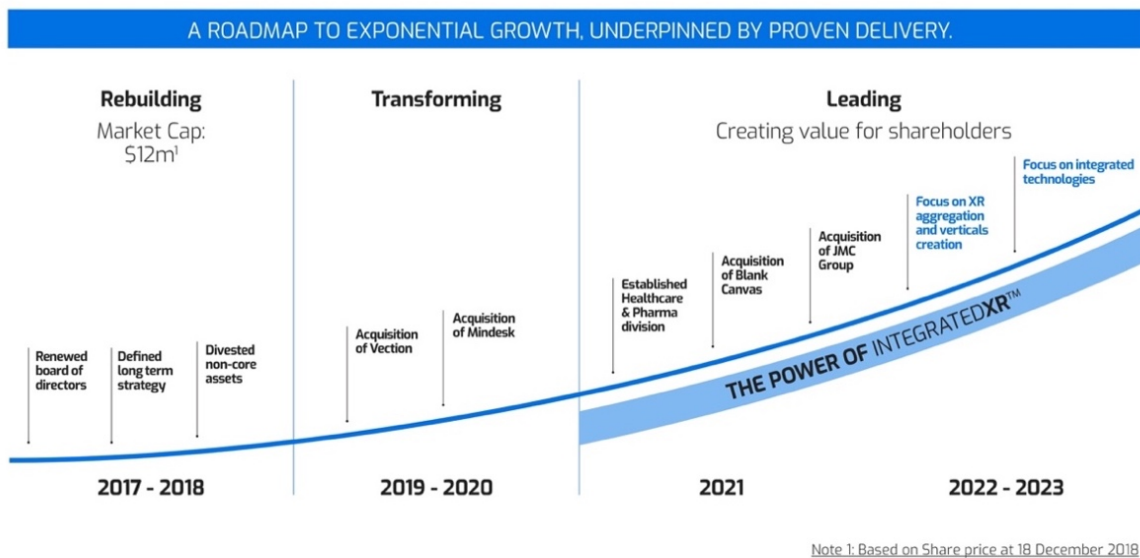 A ROADMAP TO EXPONENTIAL GROWTH, UNDERPINNED BY PROVEN DELIVERY.
Rebuilding
Market Cap:
$12m¹
Transforming
Leading
Creating value for shareholders
Renewed
board of
directors
Defined
long term
strategy
Divested
non-core
assets
Acquisition
of Vection
Acquisition
of Mindesk
Established
Healthcare
& Pharma
division
Acquisition
of Blank
Canvas
Acquisition
of JMC
Group
Focus on XR
aggregation
and verticals
creation
Focus on integrated
technologies
THE POWER OF INTEGRATEDXR™
2017 - 2018
2019 - 2020
2021
2022 - 2023
Note 1: Based on Share price at 18 December 2018